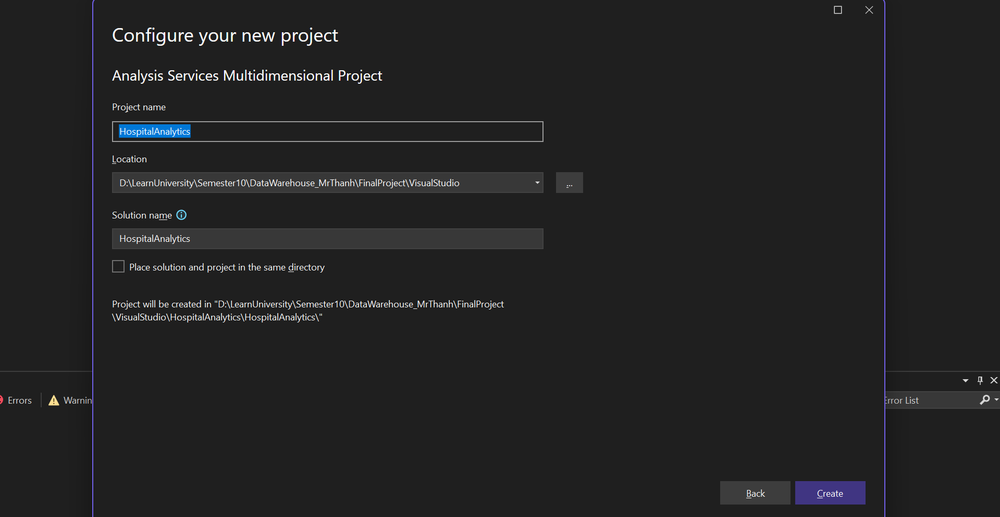 Configure your new project
Analysis Services Multidimensional Project
Project name
HospitalAnalytics
Location
D:\LearnUniversity\Semester10\DataWarehouse_MrThanh\FinalProject\VisualStudio
...
Solution name
HospitalAnalytics
Place solution and project in the same directory
Project will be created in "D:\LearnUniversity\Semester10\DataWarehouse_MrThanh\FinalProject
\VisualStudio\HospitalAnalytics\HospitalAnalytics\"
Errors
Warnin
Error List
Back
Create